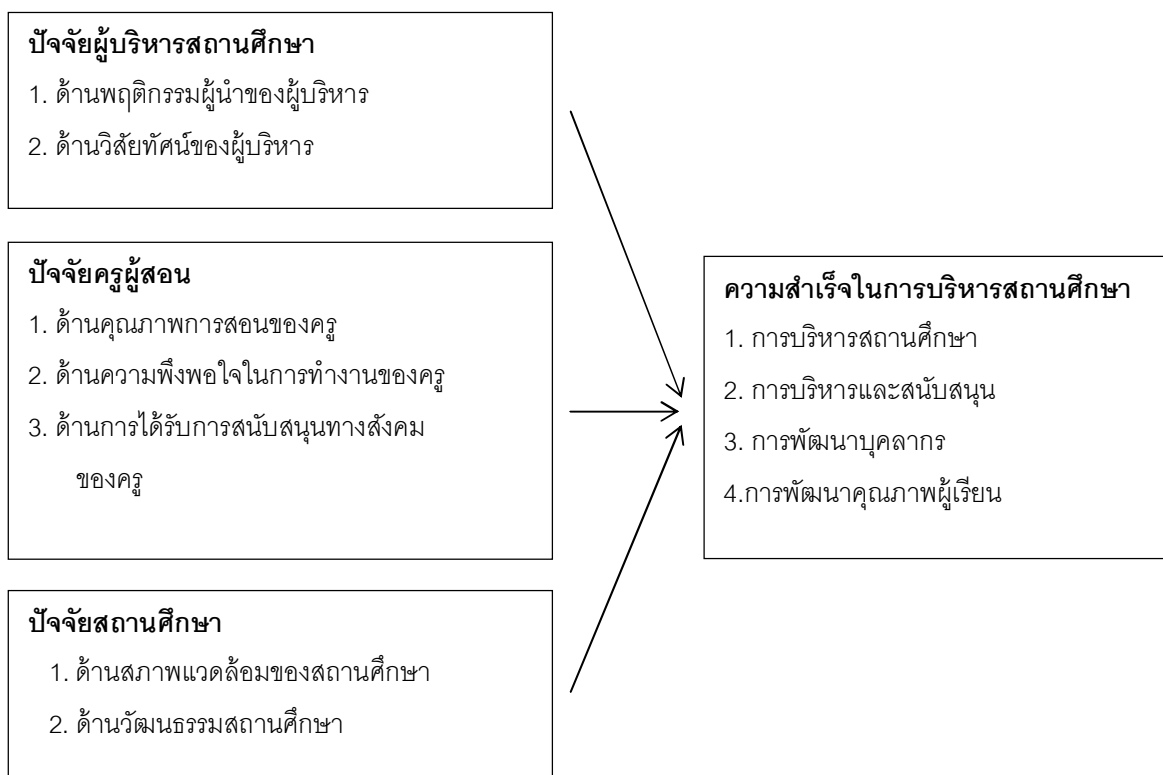 ปัจจัยผู้บริหารสถานศึกษา
1. ด้านพฤติกรรมผู้นำของผู้บริหาร
2. ด้านวิสัยทัศน์ของผู้บริหาร
ปัจจัยครูผู้สอน
1. ด้านคุณภาพการสอนของครู
2. ด้านความพึงพอใจในการทำงานของครู
3. ด้านการได้รับการสนับสนุนทางสังคม
ของครู
ปัจจัยสถานศึกษา
1. ด้านสภาพแวดล้อมของสถานศึกษา
2. ด้านวัฒนธรรมสถานศึกษา
ความสำเร็จในการบริหารสถานศึกษา
1. การบริหารสถานศึกษา
2. การบริหารและสนับสนุน
3. การพัฒนาบุคลากร
4.การพัฒนาคุณภาพผู้เรียน